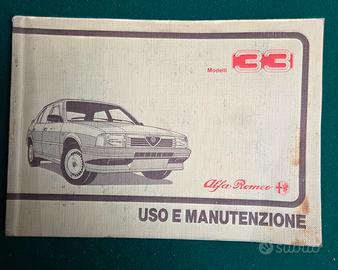 Modelli 33
Alfa Romeo
USO E MANUTENZIONE
subito